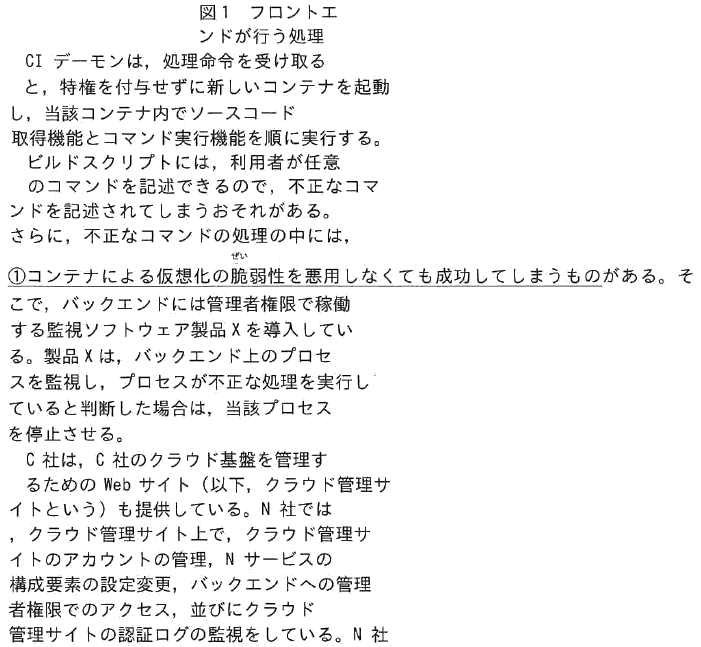 図1 フロントエ
ンドが行う処理
CI デーモンは，処理命令を受け取る
と，特権を付与せずに新しいコンテナを起動
し，当該コンテナ内でソースコード
取得機能とコマンド実行機能を順に実行する。
ビルドスクリプトには，利用者が任意
のコマンドを記述できるので，不正なコマ
ンドを記述されてしまうおそれがある。
さらに，不正なコマンドの処理の中には，
ぜい
①コンテナによる仮想化の脆弱性を悪用しなくても成功してしまうものがある。そ
こで，バックエンドには管理者権限で稼働
する監視ソフトウェア製品Xを導入してい
る。製品Xは，バックエンド上のプロセ
スを監視し，プロセスが不正な処理を実行し
ていると判断した場合は，当該プロセス
を停止させる。
C 社は，C 社のクラウド基盤を管理す
るための Web サイト（以下，クラウド管理サ
イトという）も提供している。N 社では
，クラウド管理サイト上で，クラウド管理サ
イトのアカウントの管理，N サービスの
構成要素の設定変更，バックエンドへの管理
者権限でのアクセス，並びにクラウド
管理サイトの認証ログの監視をしている。N 社